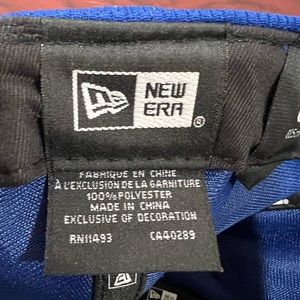 NEW
ERA
®
FABRIQUÉ EN CHINE
À L'EXCLUSION DE LA GARNITURE
100% POLYESTER
MADE IN CHINA
EXCLUSIVE OF DECORATION
RN11493 CA40289